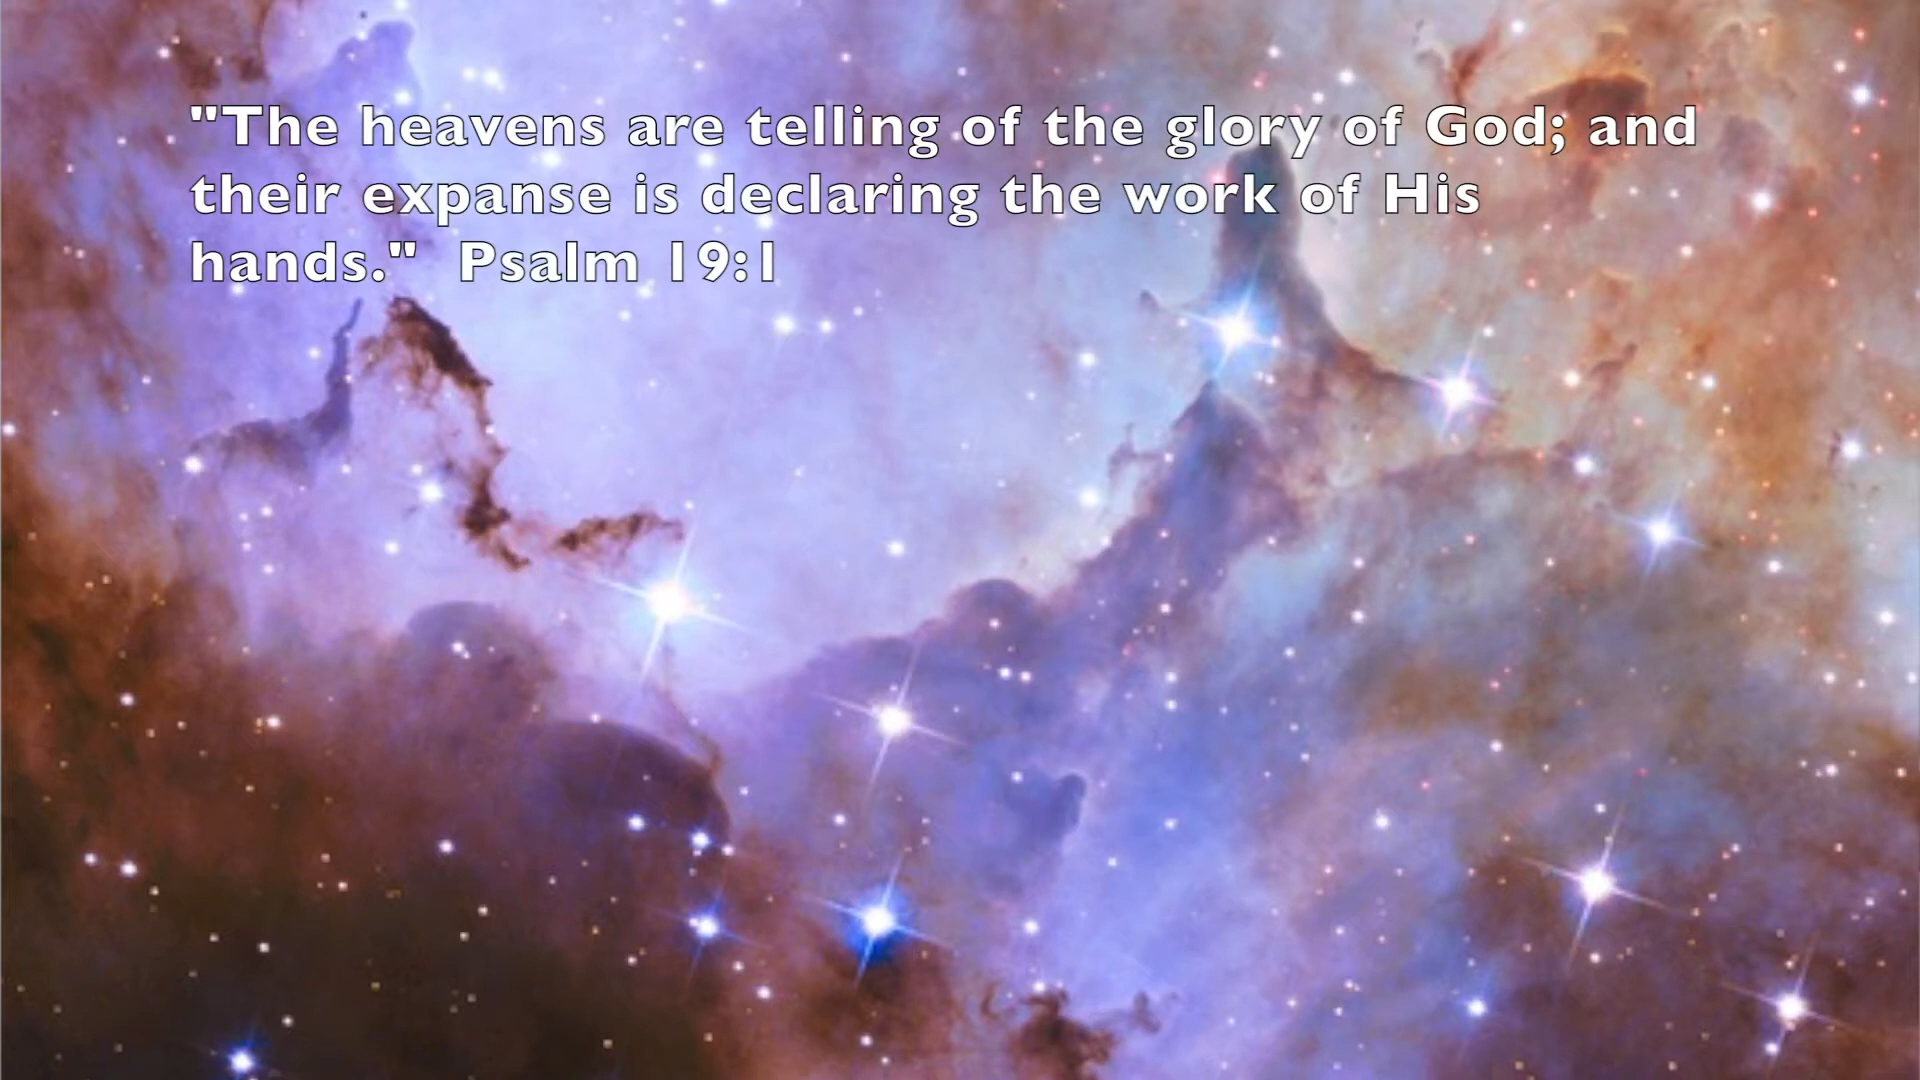 "The heavens are telling of the glory of God; and
their expanse is declaring the work of His
hands."  Psalm 19:1